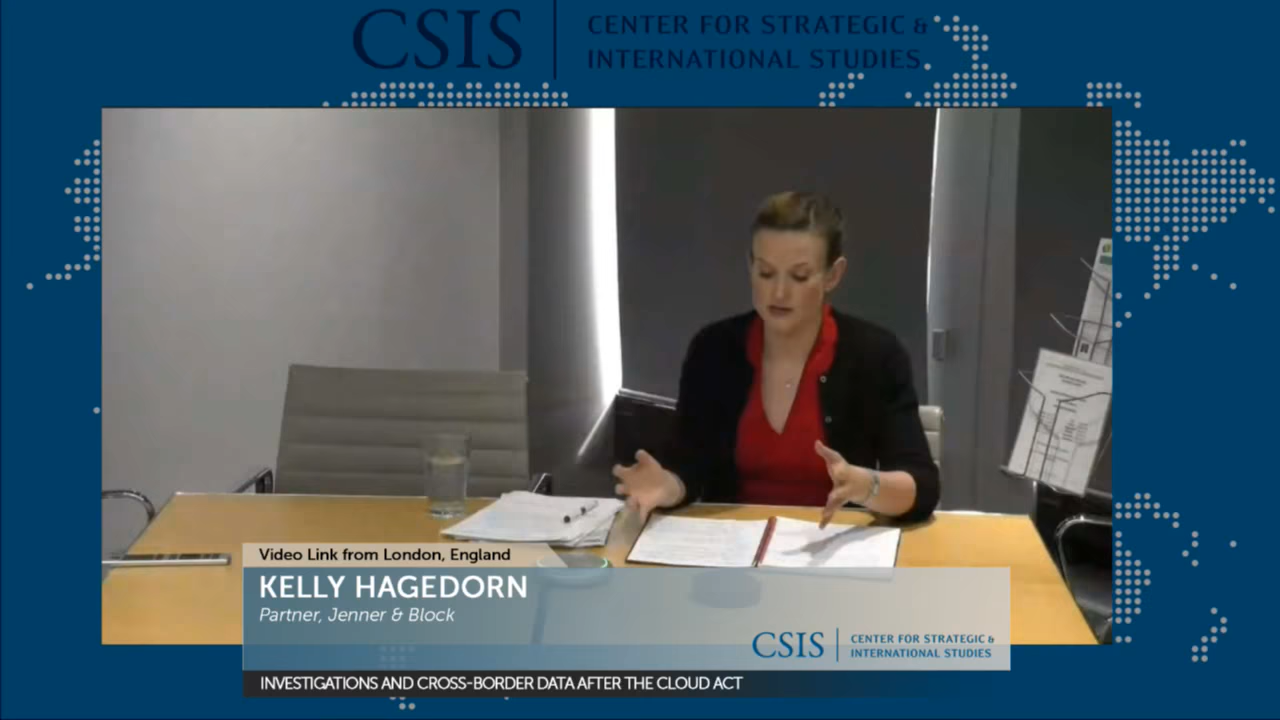 CSIS
CENTER FOR STRATEGIC &
INTERNATIONAL STUDIES
Video Link from London, England
KELLY HAGEDORN
Partner, Jenner & Block
CSIS
CENTER FOR STRATEGIC &
INTERNATIONAL STUDIES
INVESTIGATIONS AND CROSS-BORDER DATA AFTER THE CLOUD ACT